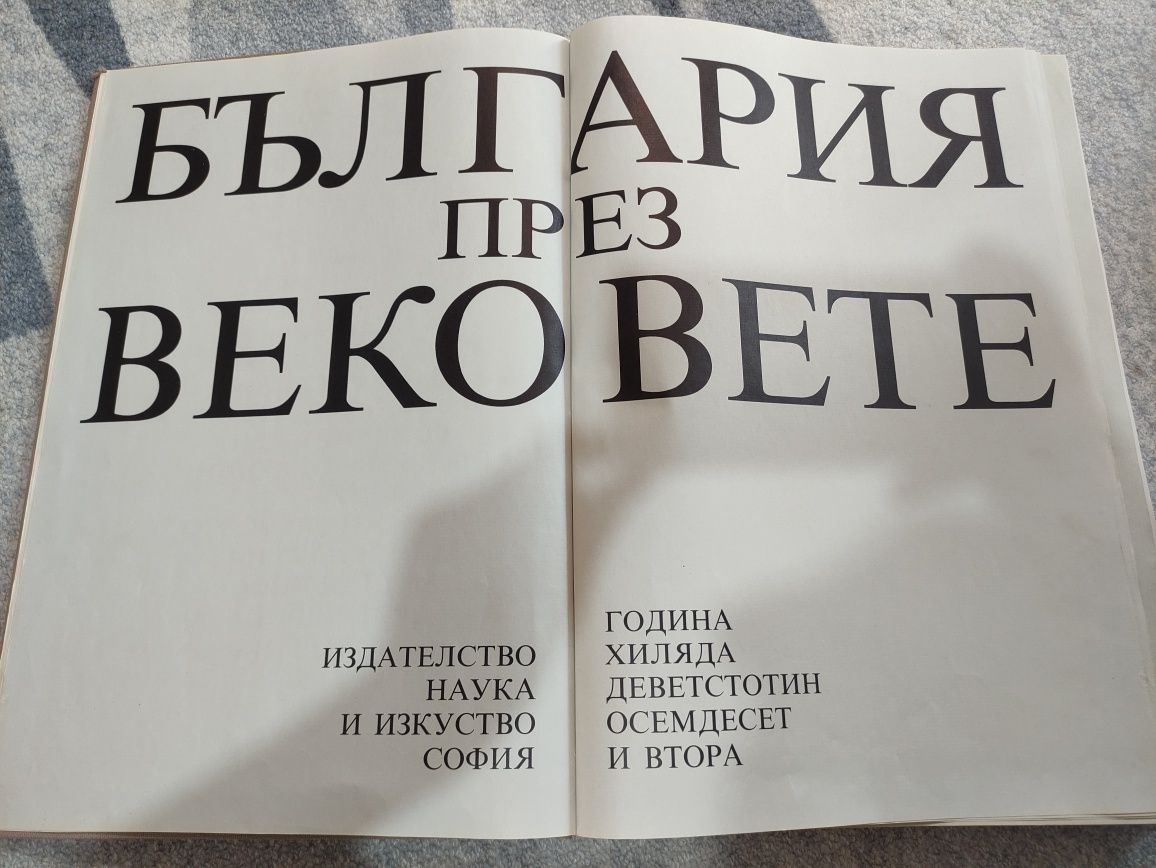 БЪЛГАРИЯ
ПРЕЗ
ВЕКОВЕТЕ
ИЗДАТЕЛСТВО
НАУКА
И ИЗКУСТВО
СОФИЯ
ГОДИНА
ХИЛЯДА
ДЕВЕТСТОТИН
ОСЕМДЕСЕТ
И ВТОРА